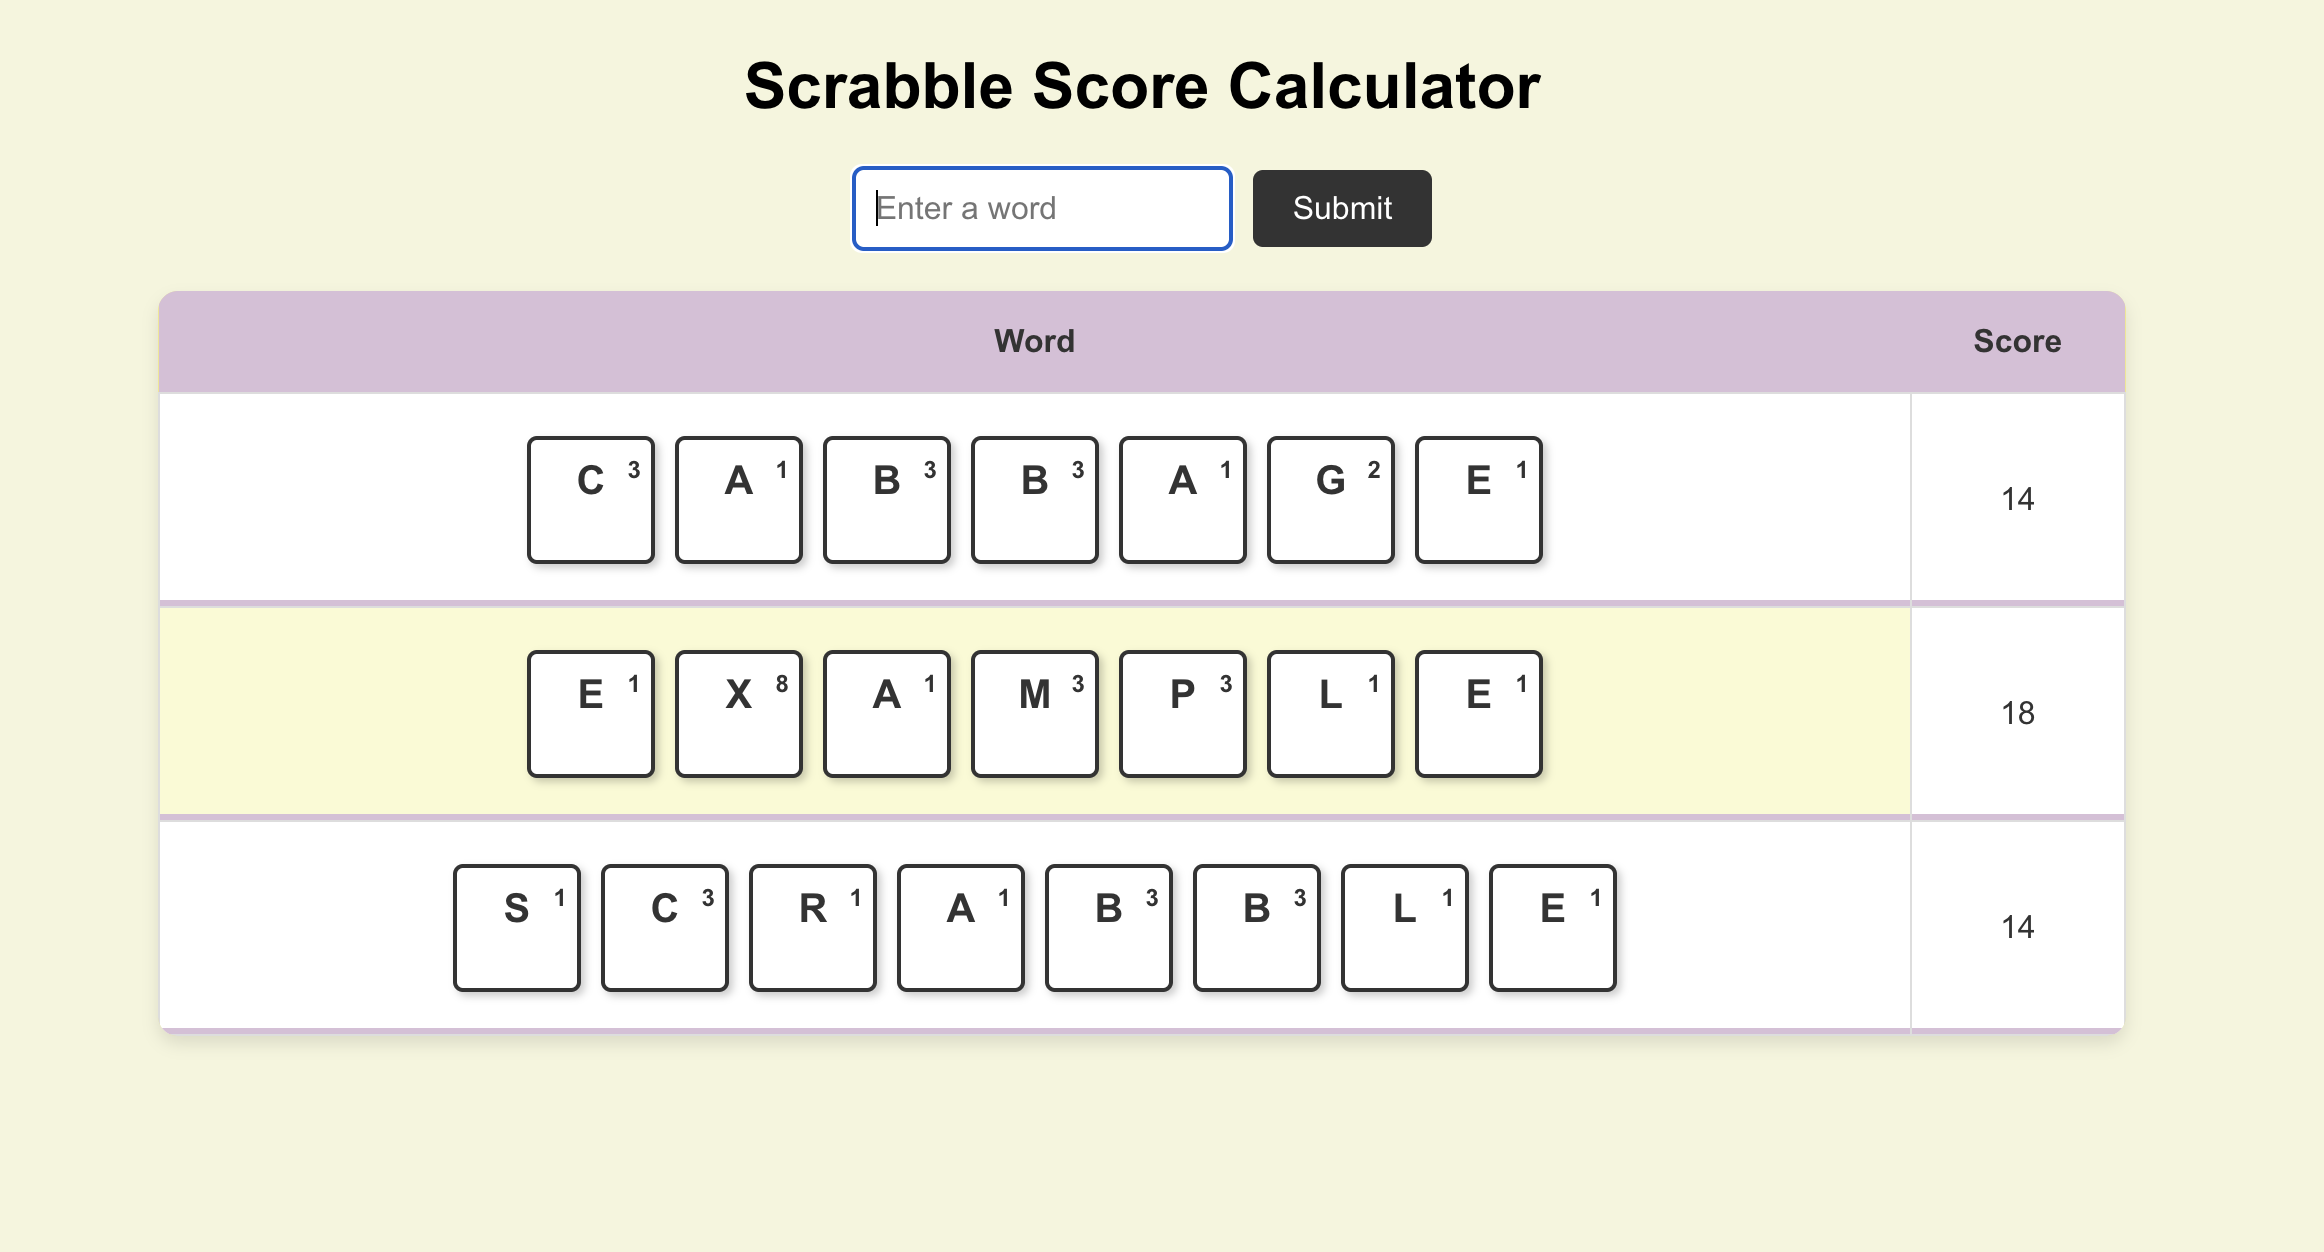 Scrabble Score Calculator
Enter a word Submit
Word Score
C 3 A 1 B 3 B 3 A 1 G 2 E 1 14
E 1 X 8 A 1 M 3 P 3 L 1 E 1 18
S 1 C 3 R 1 A 1 B 3 B 3 L 1 E 1 14